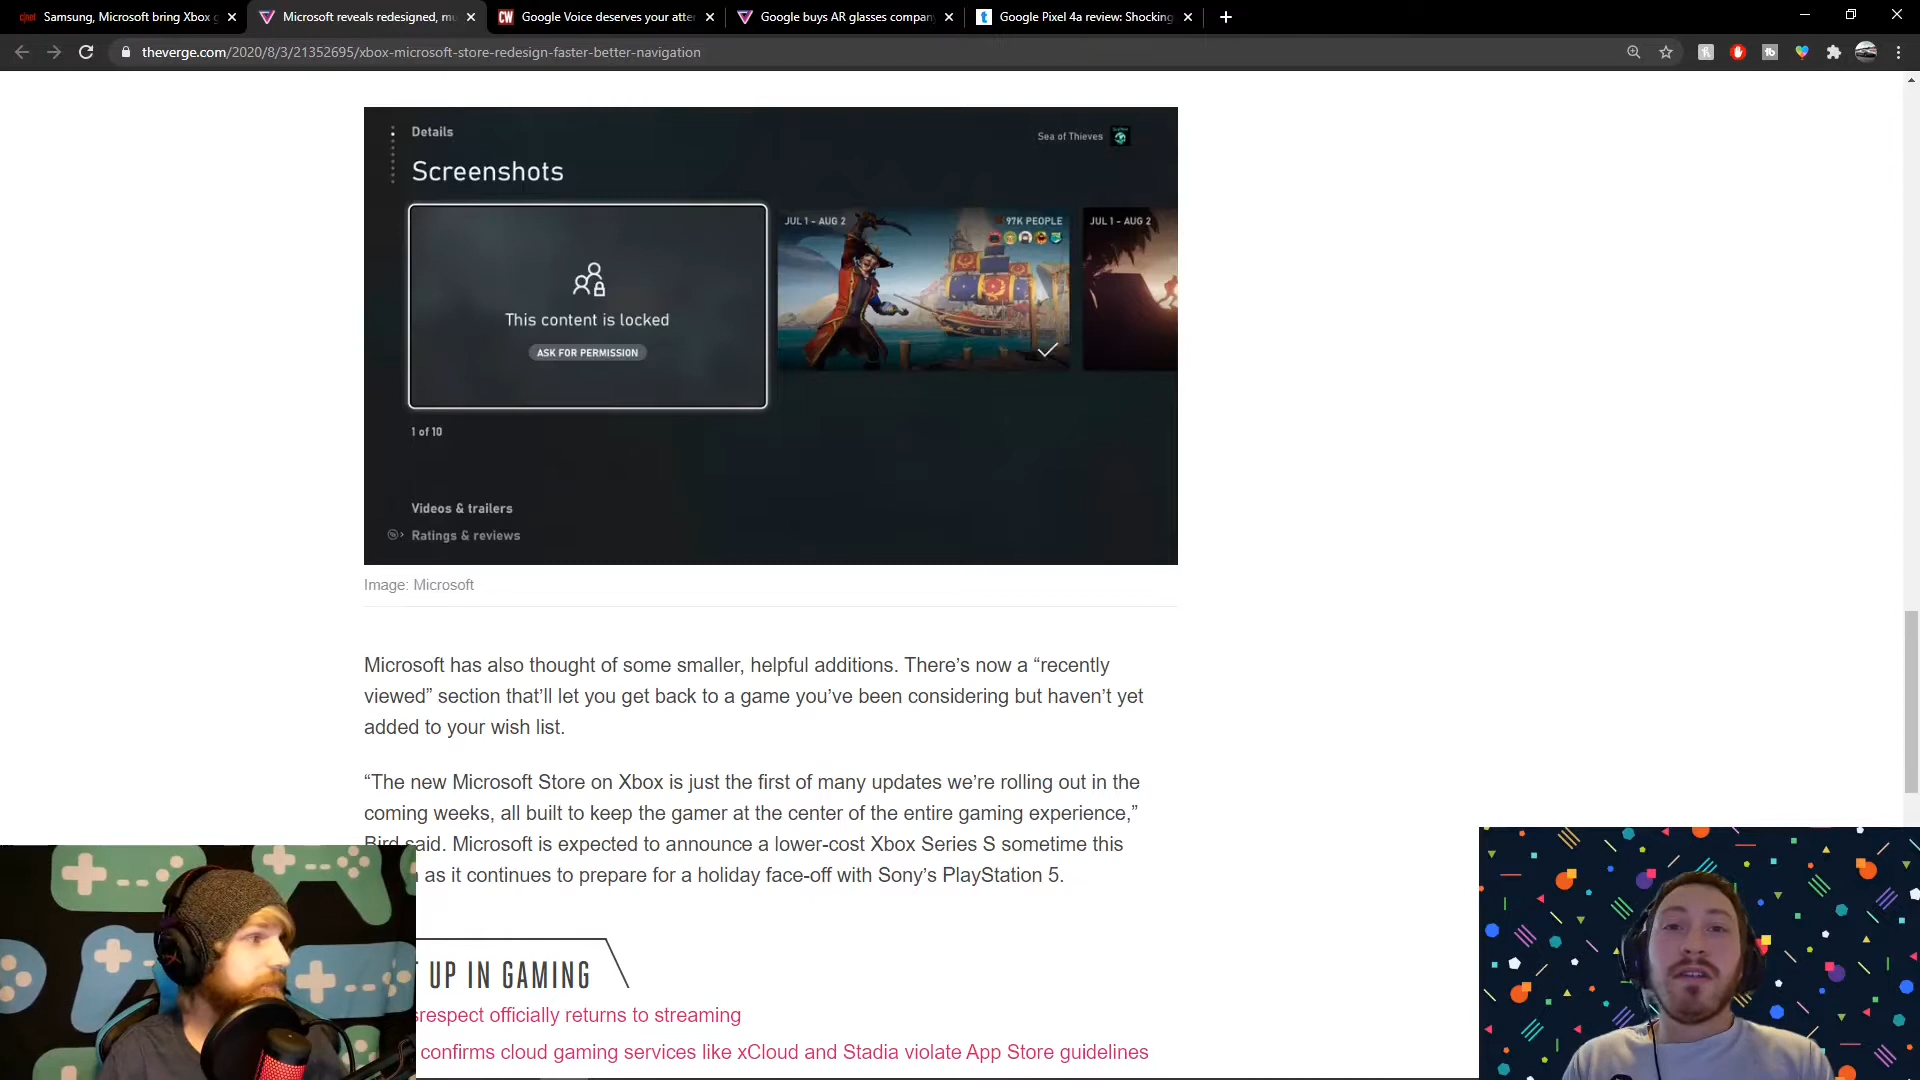 Samsung, Microsoft bring Xbox
Microsoft reveals redesigned,
Google Voice deserves your
Google buys AR glasses company
Google Pixel 4a review: Shocking
theverge.com/2020/8/3/21352695/xbox-microsoft-store-redesign-faster-better-navigation
Details
Sea of Thieves
Screenshots
JUL 1 - AUG 2
97K PEOPLE
JUL 1 - AUG 2
This content is locked
ASK FOR PERMISSION
1 of 10
Videos & trailers
Ratings & reviews
Image: Microsoft
Microsoft has also thought of some smaller, helpful additions. There’s now a “recently
viewed” section that’ll let you get back to a game you’ve been considering but haven’t yet
added to your wish list.
“The new Microsoft Store on Xbox is just the first of many updates we’re rolling out in the
coming weeks, all built to keep the gamer at the center of the entire gaming experience,”
Bird said. Microsoft is expected to announce a lower-cost Xbox Series S sometime this
as it continues to prepare for a holiday face-off with Sony’s PlayStation 5.
UP IN GAMING
srespect officially returns to streaming
confirms cloud gaming services like xCloud and Stadia violate App Store guidelines